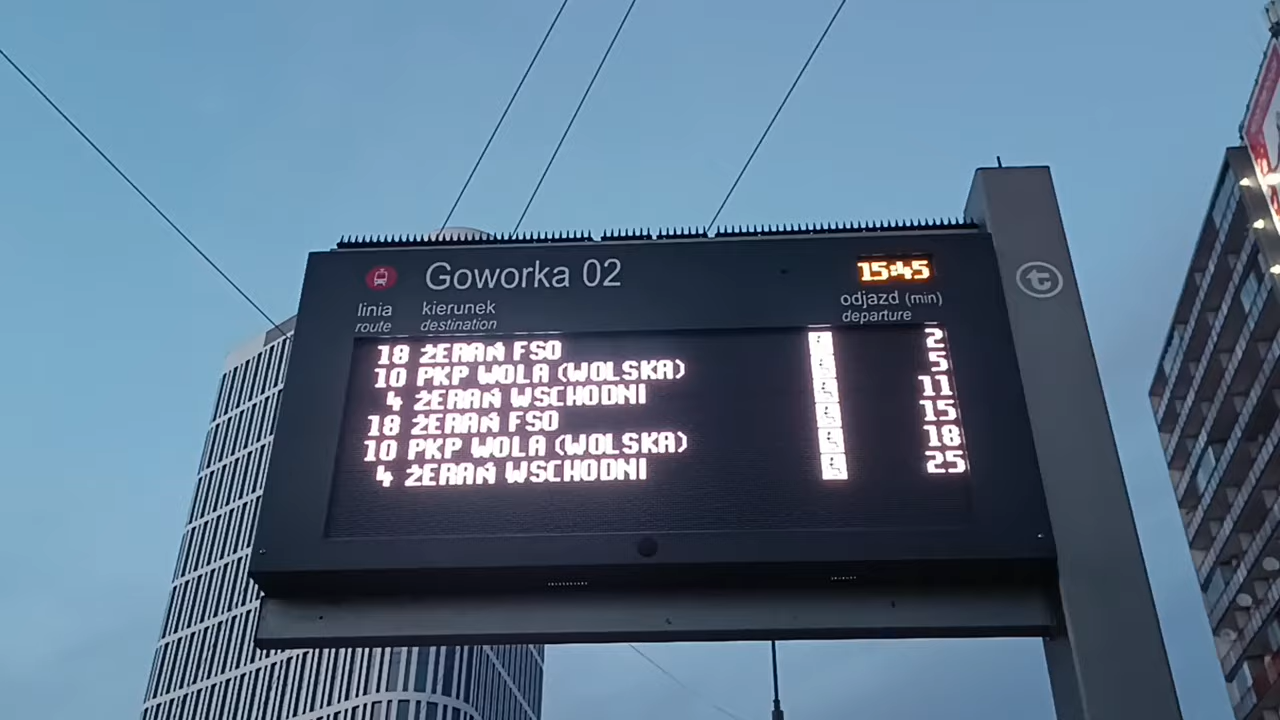 Goworka 02 15:45
linia kierunek odjazd (min)
route destination departure
18 ŻERAŃ FSO 2
10 PKP WOLA (WOLSKA) 5
4 ŻERAŃ WSCHODNI 11
18 ŻERAŃ FSO 15
10 PKP WOLA (WOLSKA) 18
4 ŻERAŃ WSCHODNI 25
t